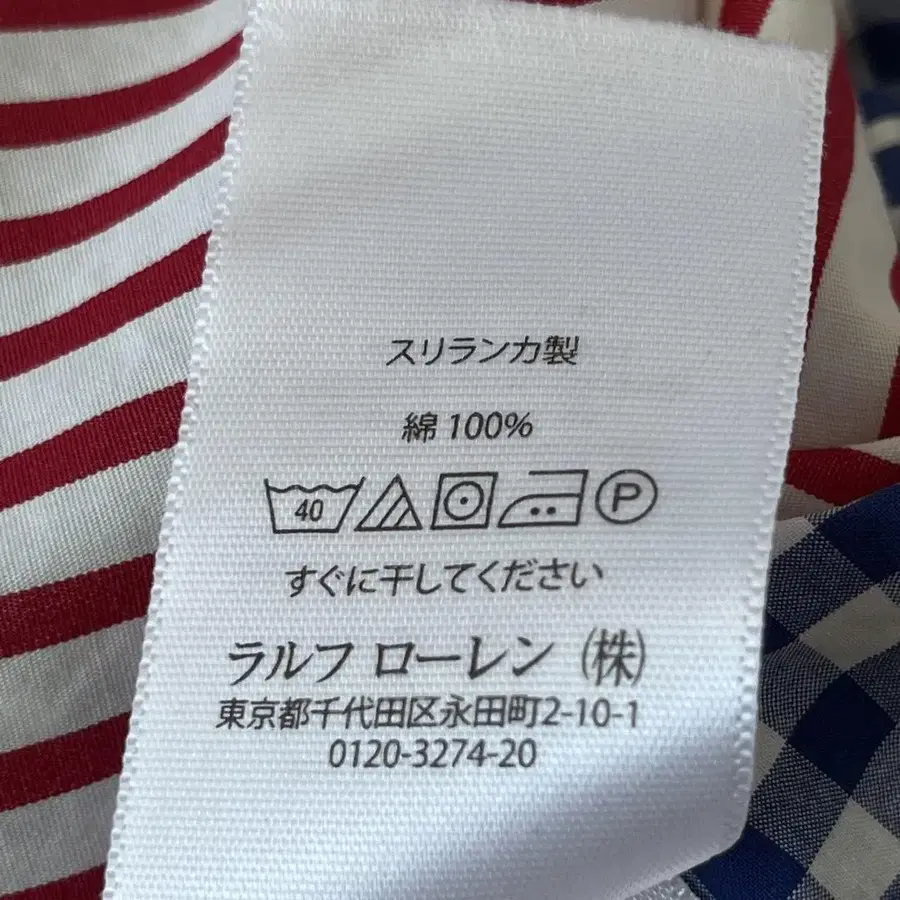 スリランカ製
綿 100%
40 P
すぐに干してください
ラルフ ローレン (株)
東京都千代田区永田町2-10-1
0120-3274-20